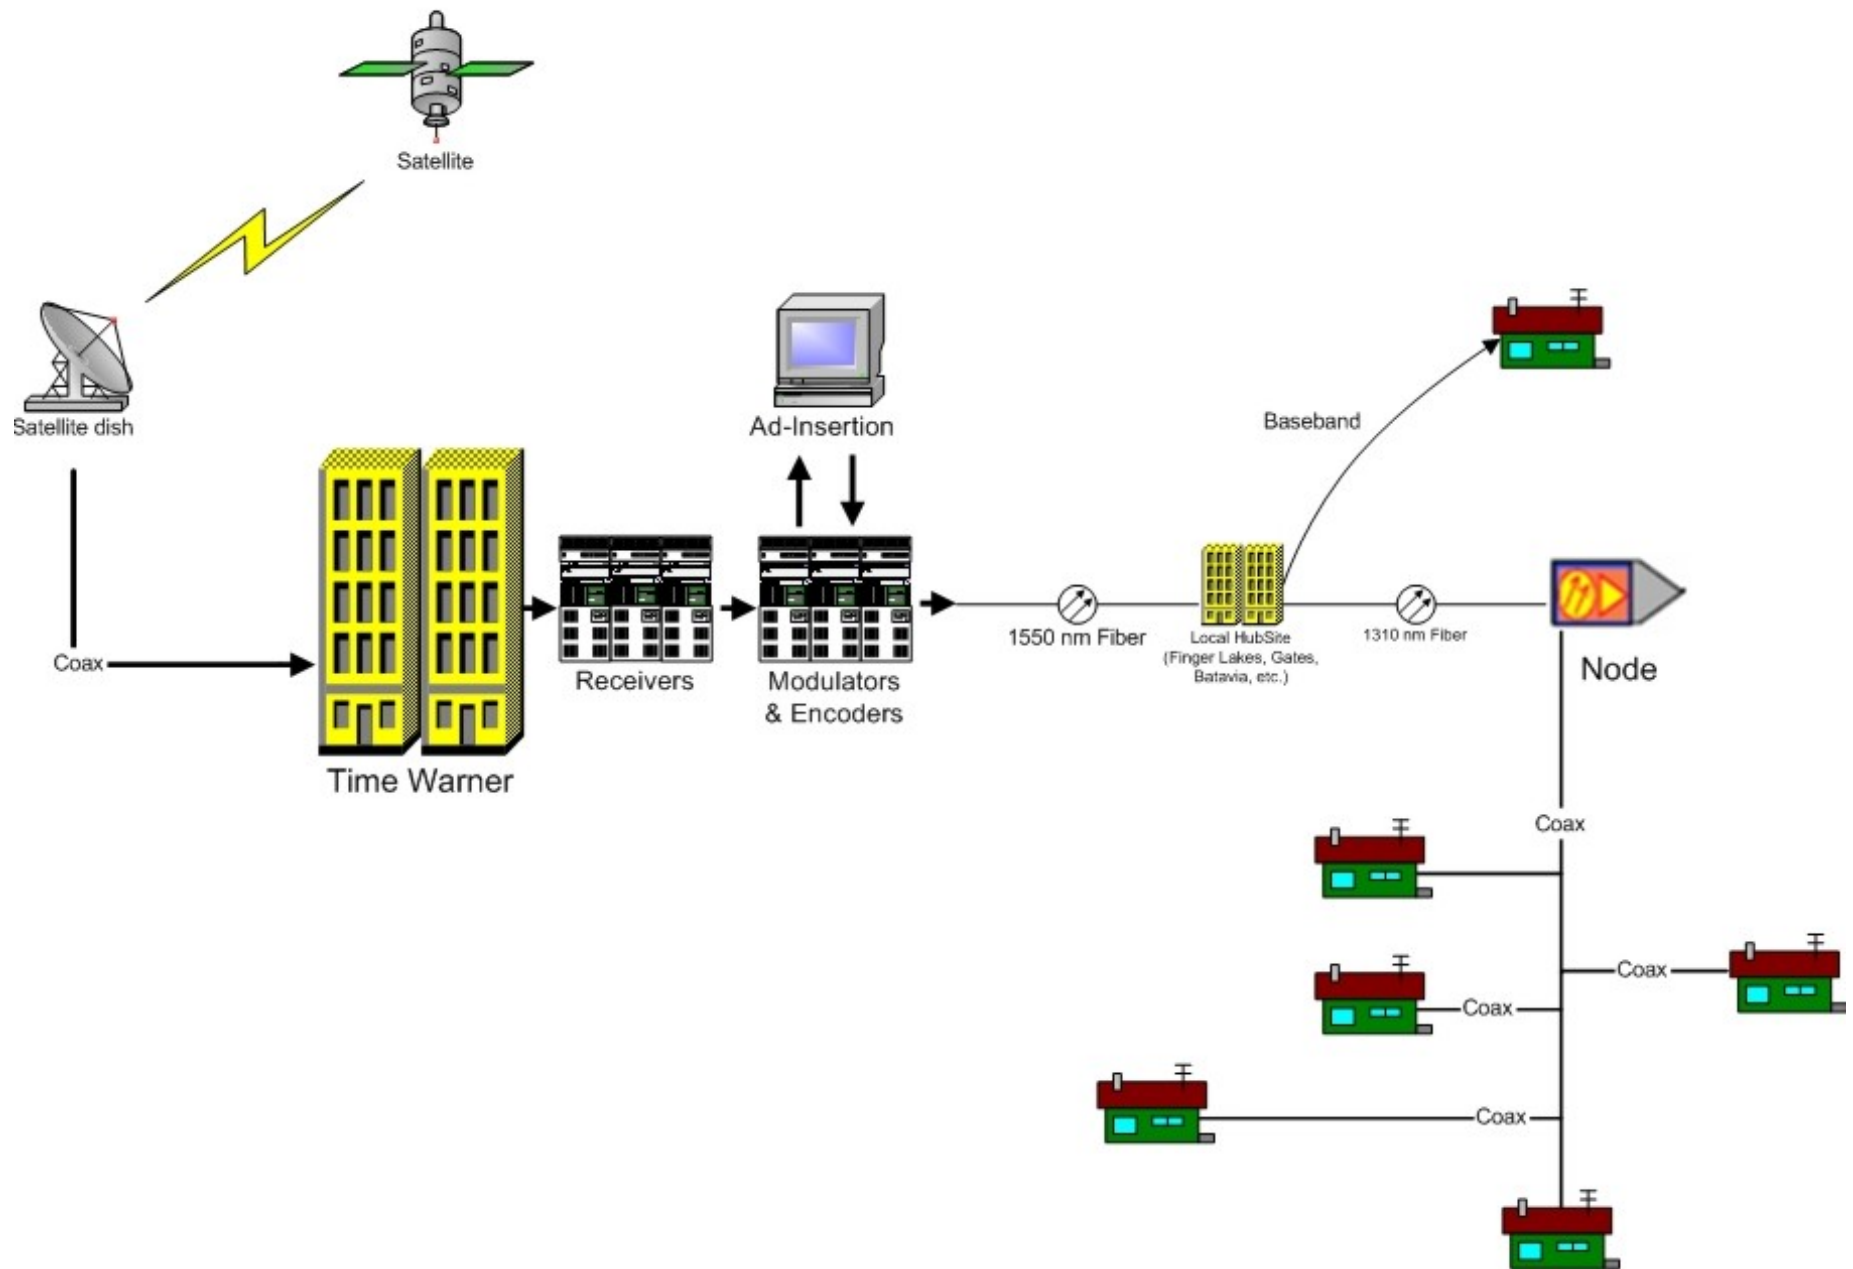 Satellite
Satellite dish
Coax
Time Warner
Receivers
Ad-Insertion
Modulators
& Encoders
1550 nm Fiber
Local HubSite
(Finger Lakes, Gates,
Batavia, etc.)
Baseband
1310 nm Fiber
Node
Coax
Coax
Coax
Coax